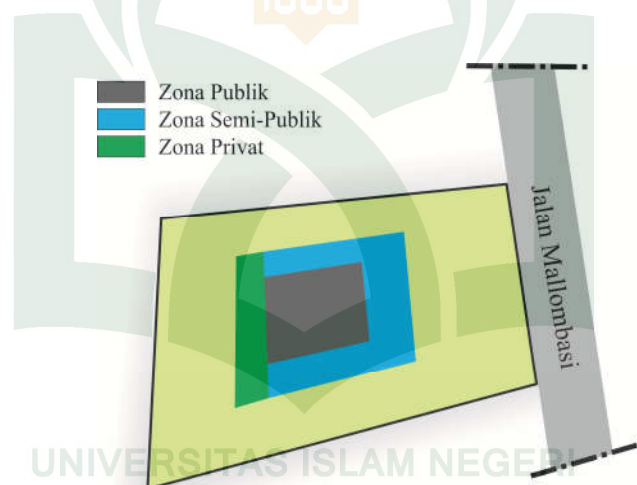 Zona Publik
Zona Semi-Publik
Zona Privat
Jalan Mallombasi
UNIVERSITAS ISLAM NEGERI